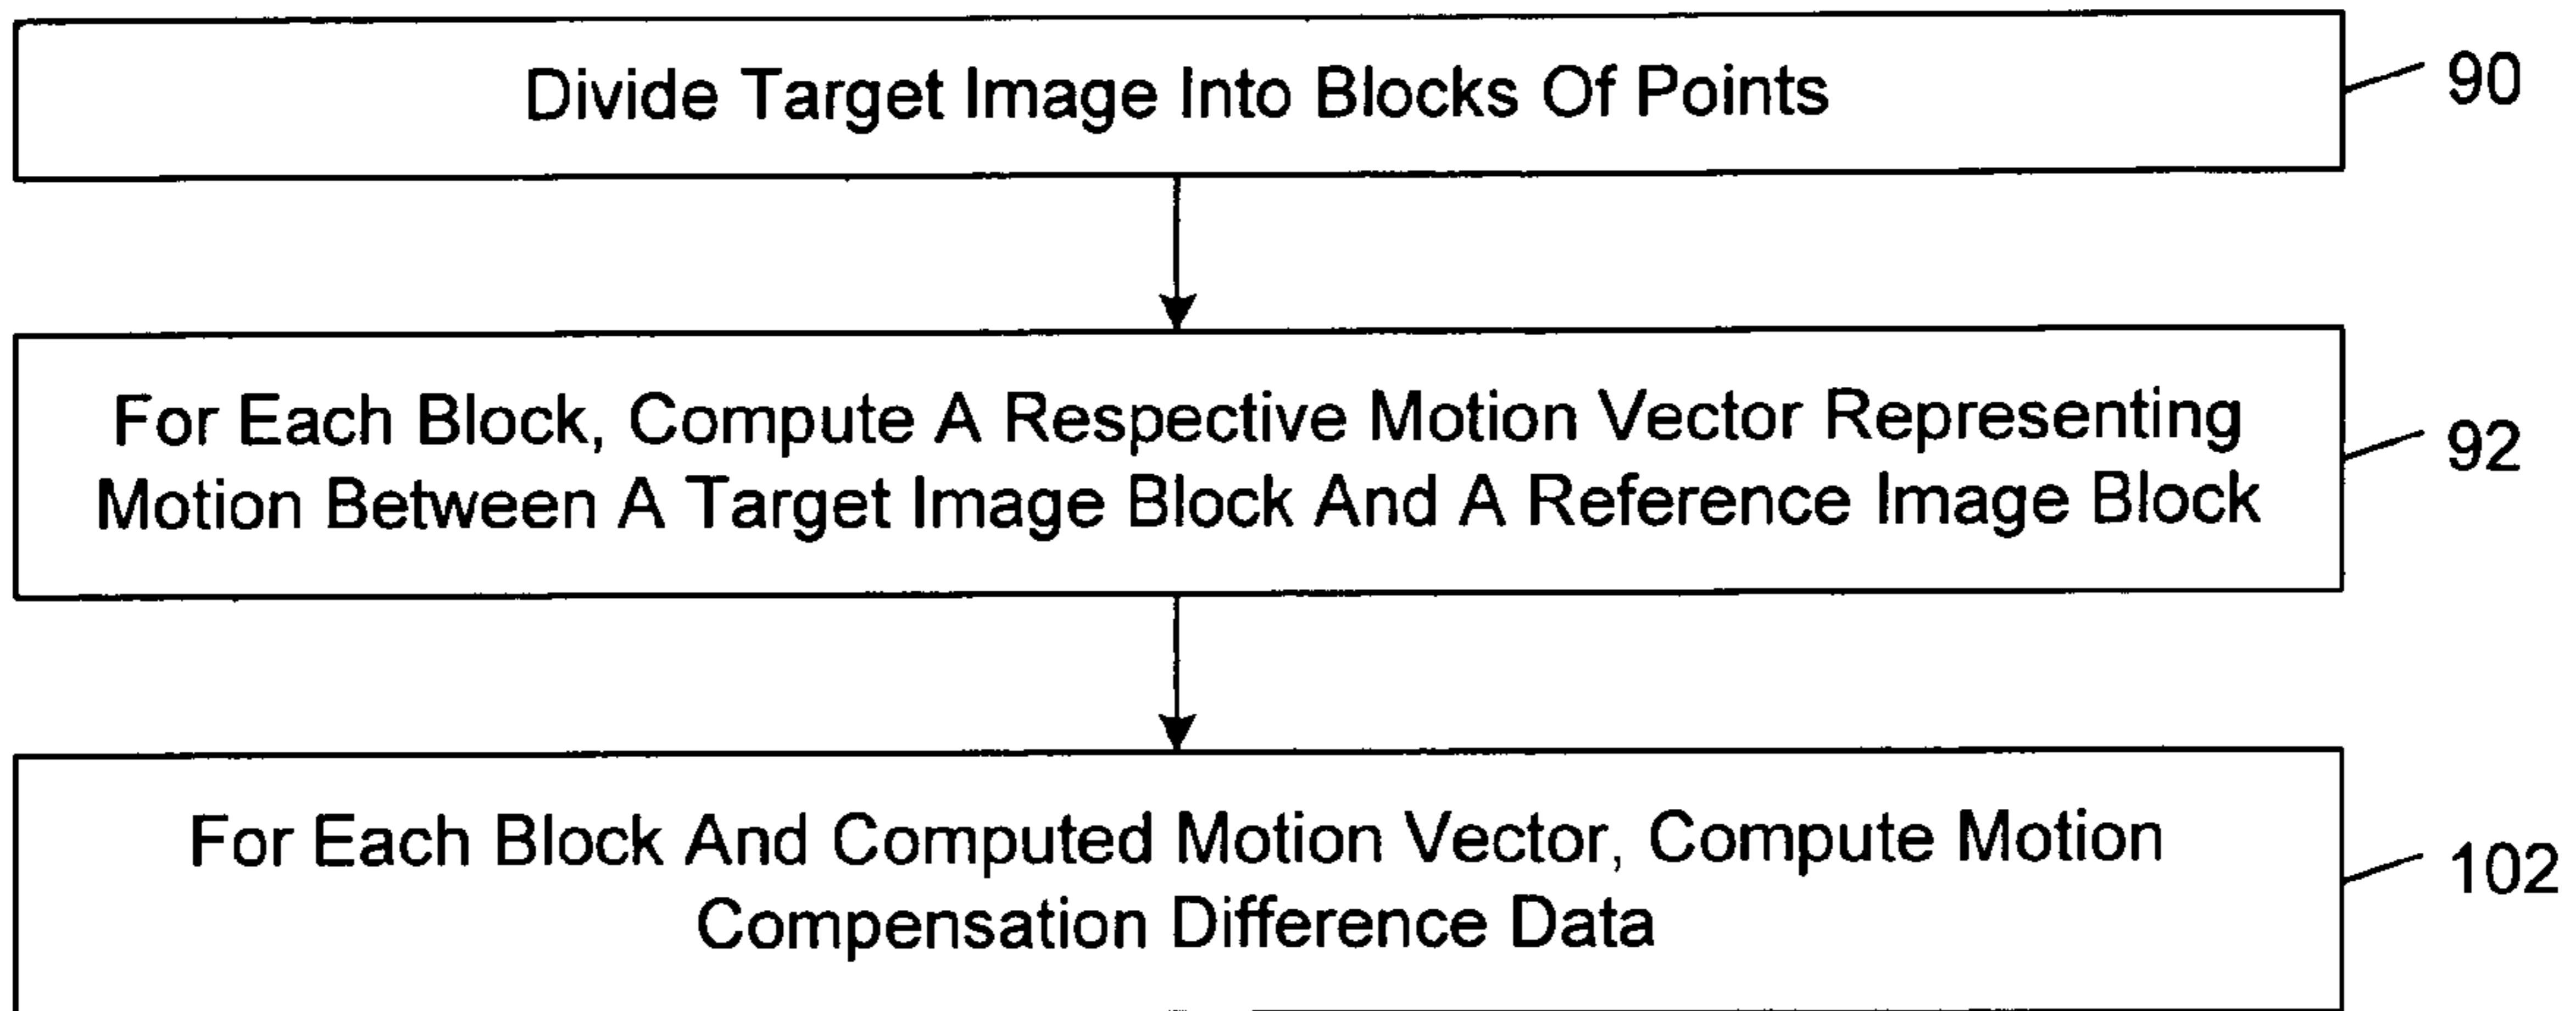 Divide Target Image Into Blocks Of Points
90
For Each Block, Compute A Respective Motion Vector Representing
Motion Between A Target Image Block And A Reference Image Block
92
For Each Block And Computed Motion Vector, Compute Motion
Compensation Difference Data
102